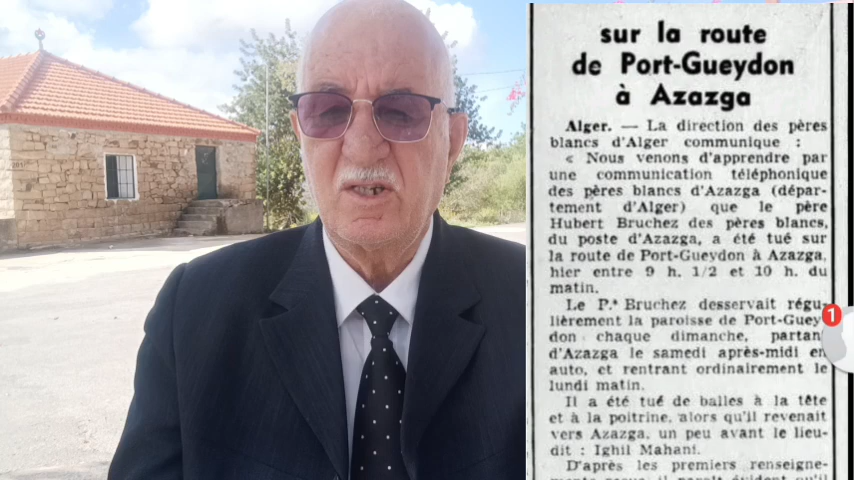 sur la route
de Port-Gueydon
à Azazga
Alger. — La direction des pères
blancs d'Alger communique :
« Nous venons d'apprendre par
une communication téléphonique
des pères blancs d'Azazga (dépar-
tement d'Alger) que le père
Hubert Bruchez des pères blancs,
du poste d'Azazga, a été tué sur
la route de Port-Gueydon à Azazga,
hier entre 9 h. 1/2 et 10 h. du
matin.
Le P.ᵉ Bruchez desservait régu-
lièrement la paroisse de Port-Guey
don chaque dimanche, partan
d'Azazga le samedi après-midi en
auto, et rentrant ordinairement le
lundi matin.
Il a été tué de balles à la tête
et à la poitrine, alors qu'il revenait
vers Azazga, un peu avant le lieu-
dit : Ighil Mahani.
D'après les premiers renseigne-
1